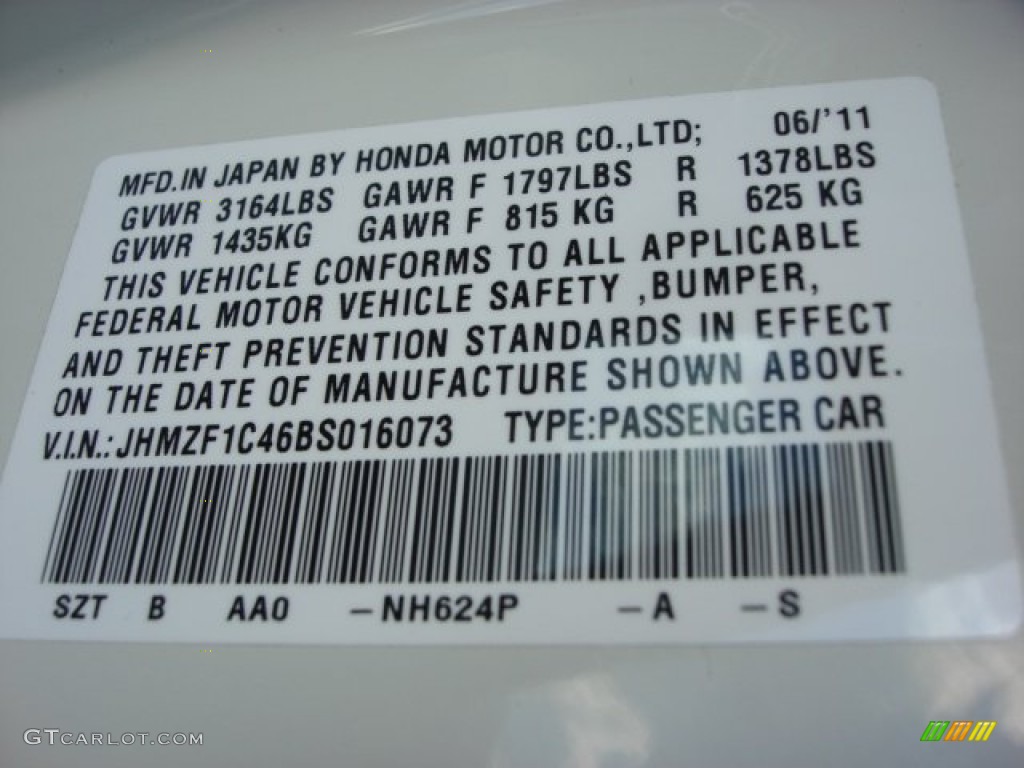 MFD.IN JAPAN BY HONDA MOTOR CO.,LTD; 06/'11
GVWR 3164LBS GAWR F 1797LBS R 1378LBS
GVWR 1435KG GAWR F 815 KG R 625 KG
THIS VEHICLE CONFORMS TO ALL APPLICABLE
FEDERAL MOTOR VEHICLE SAFETY ,BUMPER,
AND THEFT PREVENTION STANDARDS IN EFFECT
ON THE DATE OF MANUFACTURE SHOWN ABOVE.
V.I.N.:JHMZF1C46BS016073 TYPE:PASSENGER CAR
SZT B AA0 -NH624P -A -S
GTCARLOT.COM